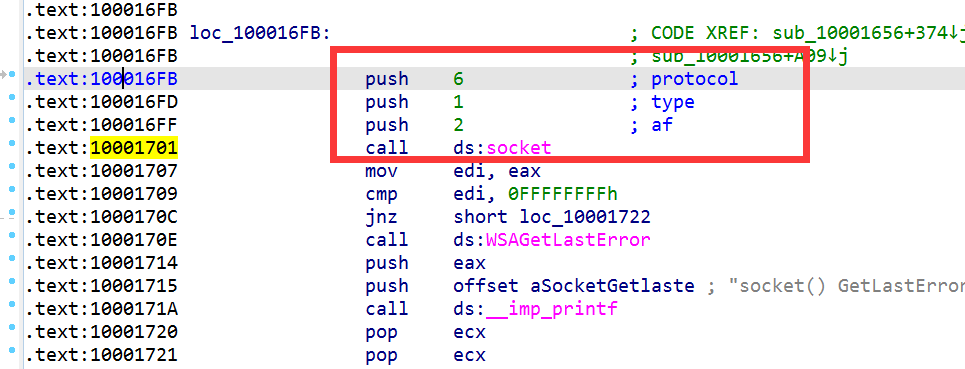 .text:100016FB
.text:100016FB loc_100016FB: ; CODE XREF: sub_10001656+374↓j
.text:100016FB ; sub_10001656+A09↓j
.text:100016FB push 6 ; protocol
.text:100016FD push 1 ; type
.text:100016FF push 2 ; af
.text:10001701 call ds:socket
.text:10001707 mov edi, eax
.text:10001709 cmp edi, 0FFFFFFFFh
.text:1000170C jnz short loc_10001722
.text:1000170E call ds:WSAGetLastError
.text:10001714 push eax
.text:10001715 push offset aSocketGetlaste ; "socket() GetLastError
.text:1000171A call ds:__imp_printf
.text:10001720 pop ecx
.text:10001721 pop ecx